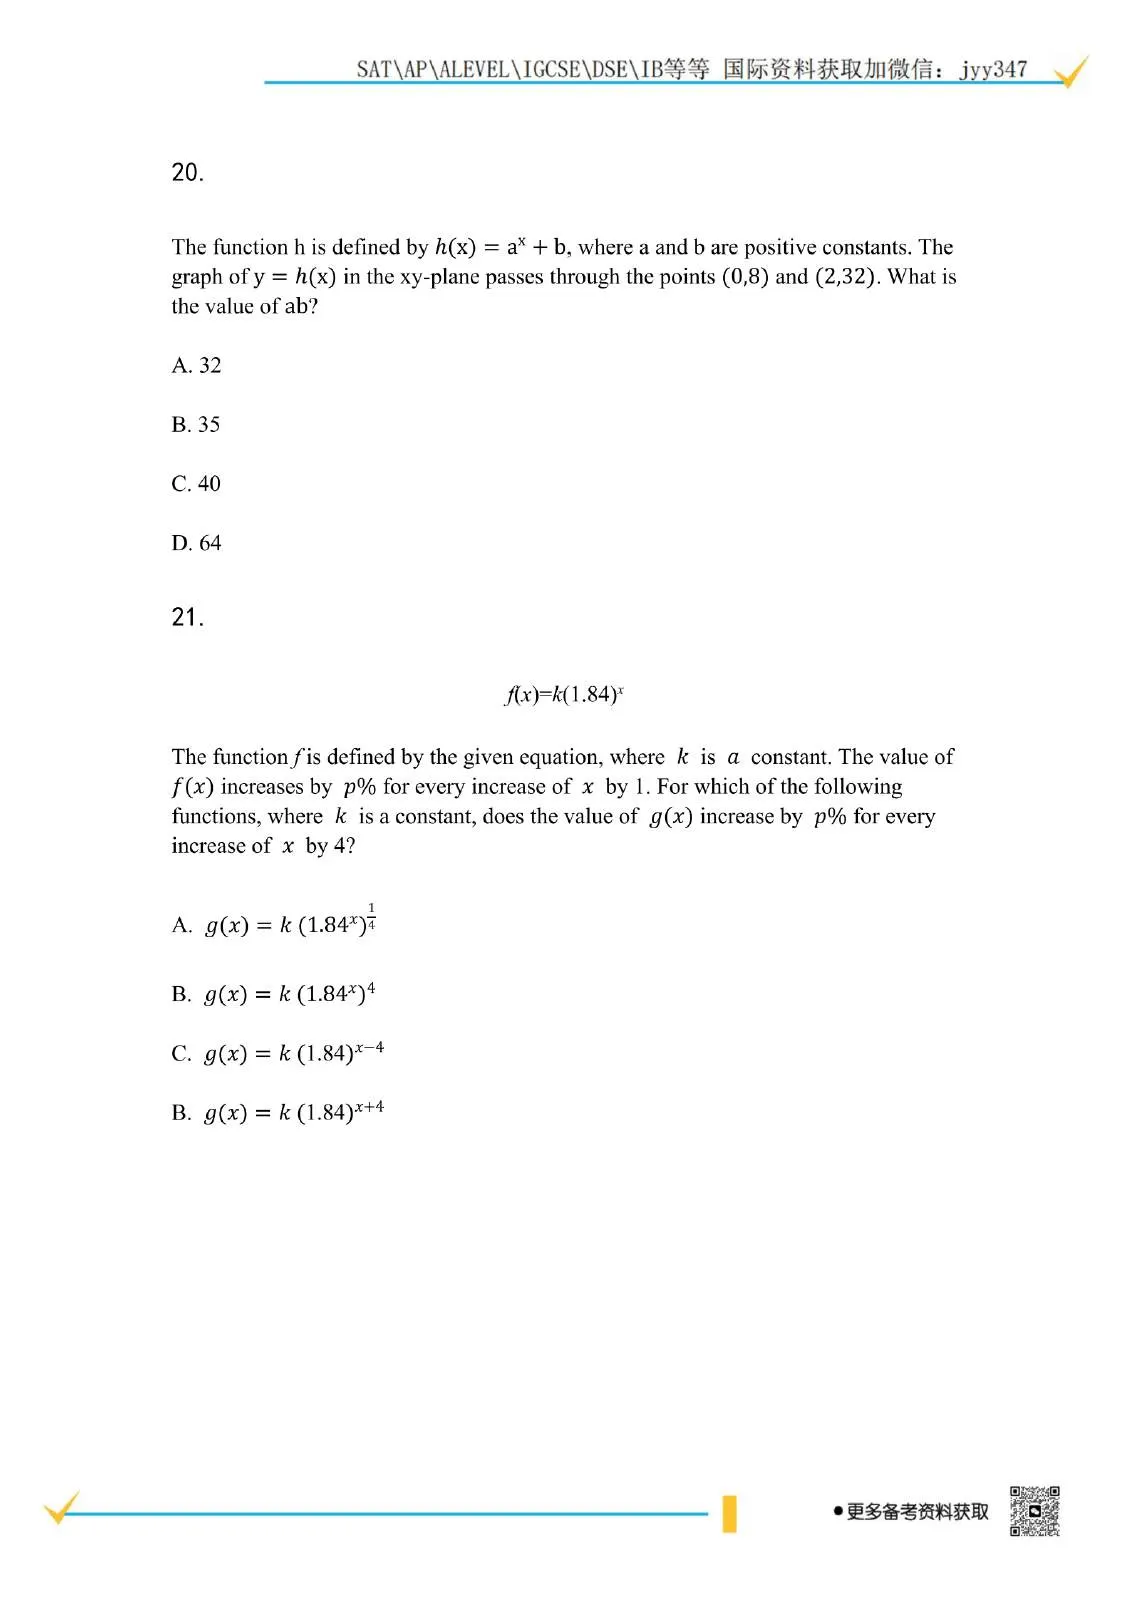 SAT\AP\ALEVEL\IGCSE\DSE\IB等等 国际资料获取加微信：jyy347
20.
The function h is defined by h(x) = aˣ + b, where a and b are positive constants. The
graph of y = h(x) in the xy-plane passes through the points (0,8) and (2,32). What is
the value of ab?
A. 32
B. 35
C. 40
D. 64
21.
f(x)=k(1.84)ˣ
The function f is defined by the given equation, where k is a constant. The value of
f(x) increases by p% for every increase of x by 1. For which of the following
functions, where k is a constant, does the value of g(x) increase by p% for every
increase of x by 4?
A. g(x) = k (1.84ˣ)^(1/4)
B. g(x) = k (1.84ˣ)⁴
C. g(x) = k (1.84)ˣ⁻⁴
B. g(x) = k (1.84)ˣ⁺⁴
●更多备考资料获取